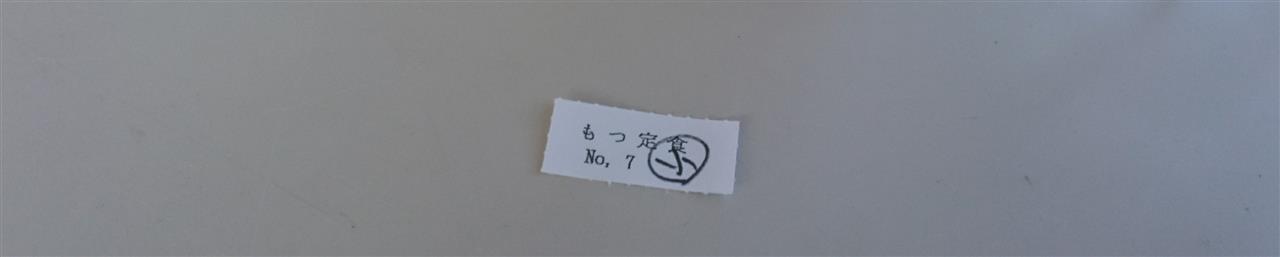 もつ定食
No, 7 小